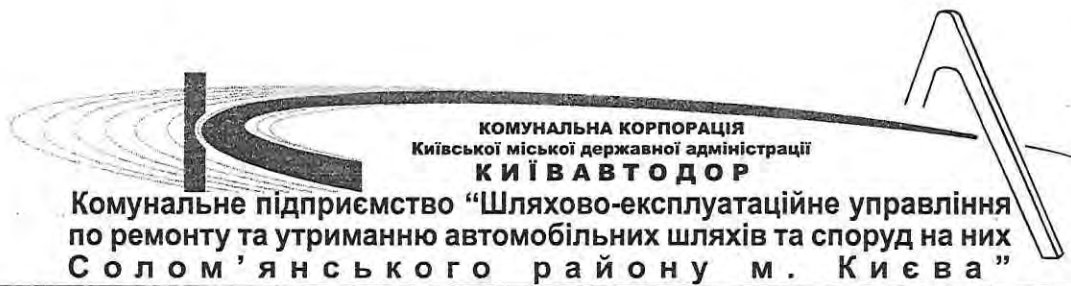 КОМУНАЛЬНА КОРПОРАЦІЯ
Київської міської державної адміністрації
КИЇВАВТОДОР
Комунальне підприємство “Шляхово-експлуатаційне управління
по ремонту та утриманню автомобільних шляхів та споруд на них
Солом’янського району м. Києва”